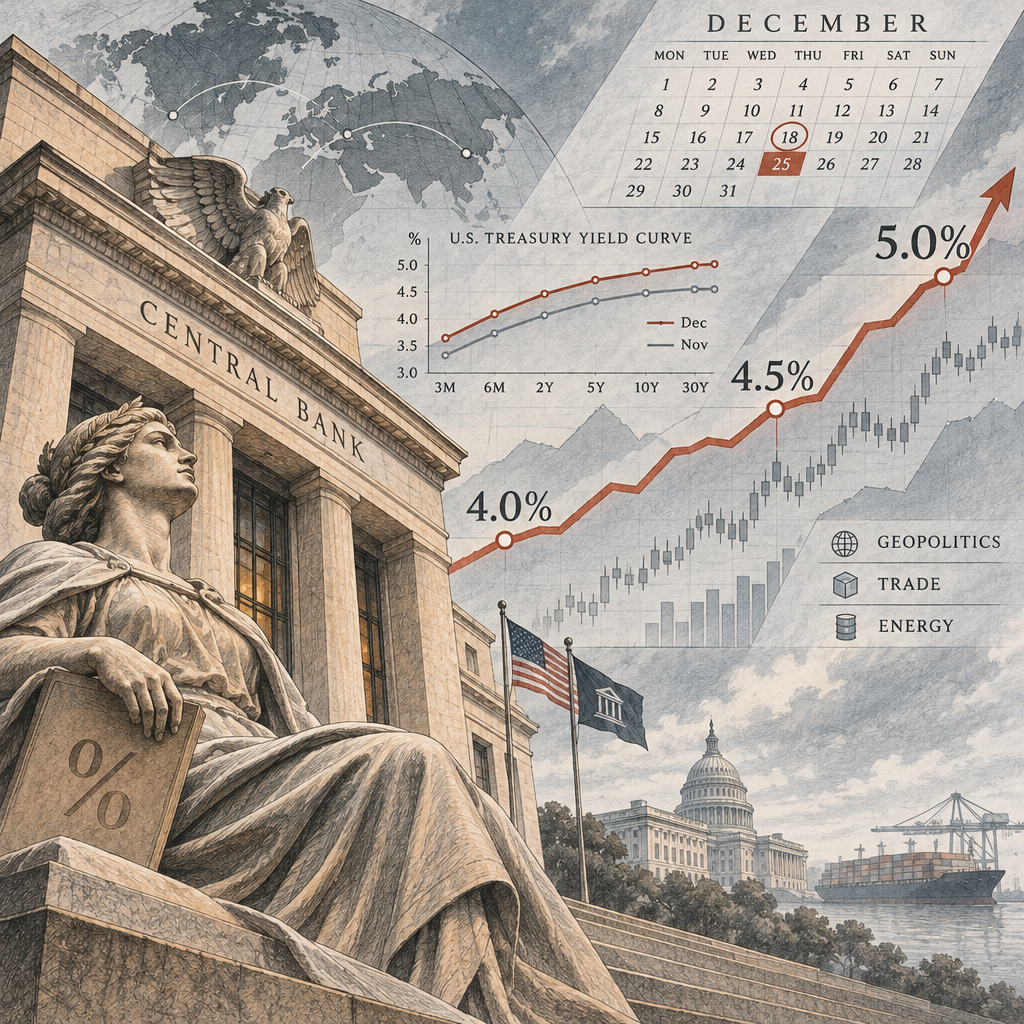 DECEMBER
MON TUE WED THU FRI SAT SUN
1 2 3 4 5 6 7
8 9 10 11 12 13 14
15 16 17 18 19 20 21
22 23 24 25 26 27 28
29 30 31
% U.S. TREASURY YIELD CURVE
5.0
4.5
4.0
3.5
3.0
Dec
Nov
3M 6M 2Y 5Y 10Y 30Y
5.0%
4.5%
4.0%
CENTRAL BANK
GEOPOLITICS
TRADE
ENERGY
%